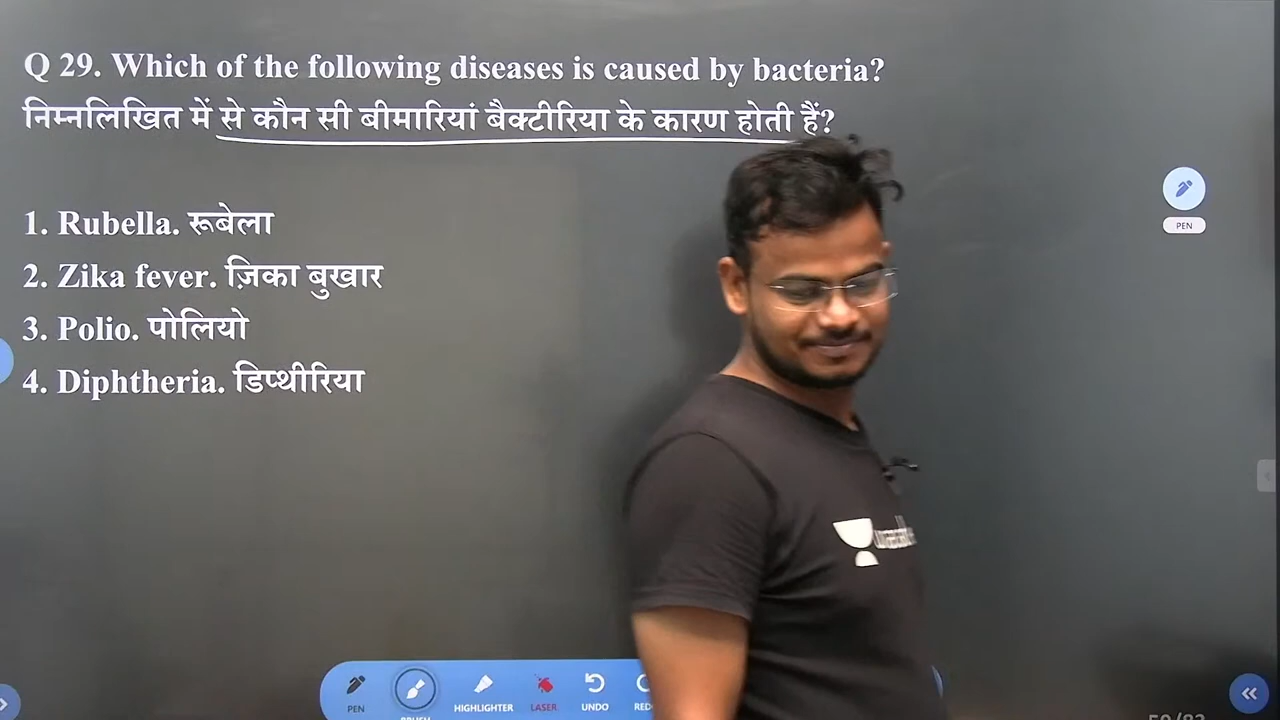 Q 29. Which of the following diseases is caused by bacteria?
निम्नलिखित में से कौन सी बीमारियां बैक्टीरिया के कारण होती हैं?
1. Rubella. रूबेला
2. Zika fever. ज़िका बुखार
3. Polio. पोलियो
4. Diphtheria. डिप्थीरिया
PEN
PEN
HIGHLIGHTER
LASER
UNDO